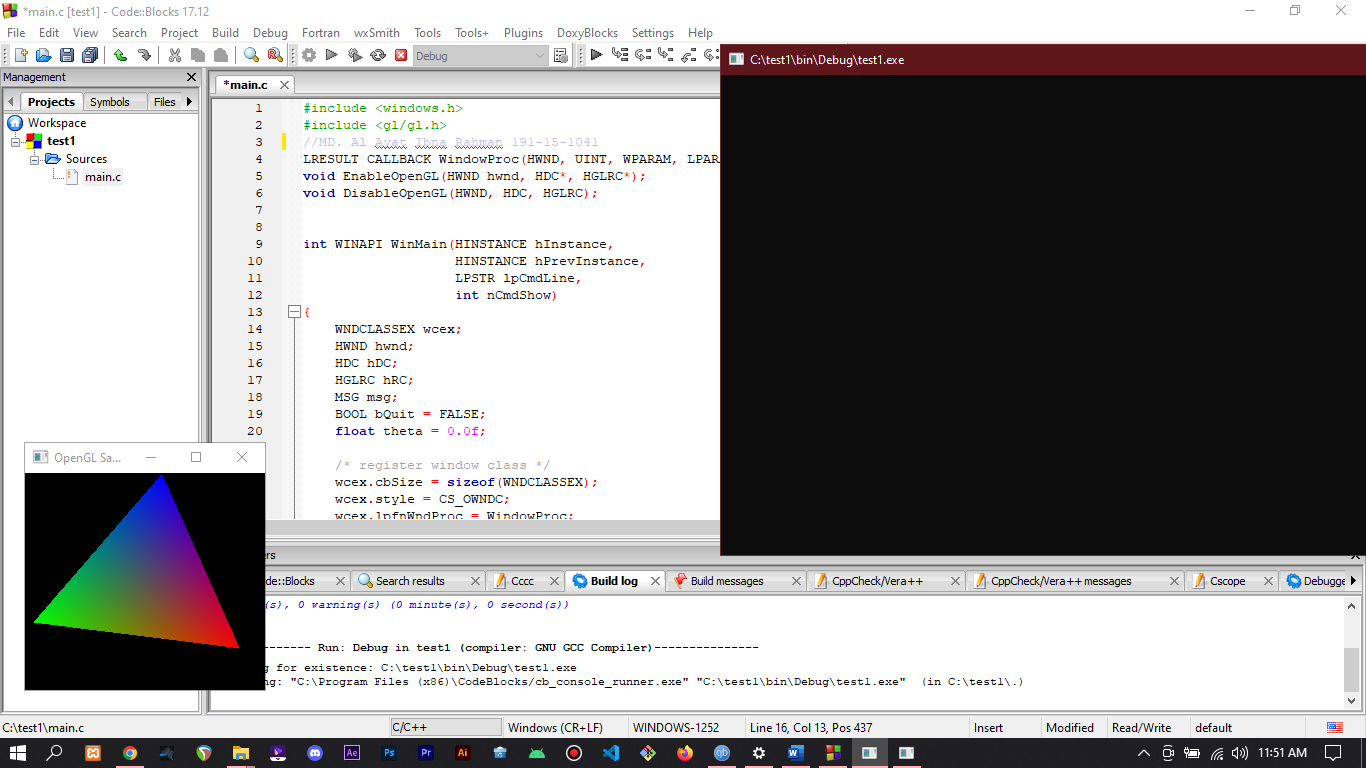 *main.c [test1] - Code::Blocks 17.12
File Edit View Search Project Build Debug Fortran wxSmith Tools Tools+ Plugins DoxyBlocks Settings Help
Debug
C:\test1\bin\Debug\test1.exe
Management
*main.c
Projects Symbols Files
Workspace
test1
Sources
main.c
1 #include <windows.h>
2 #include <gl/gl.h>
3 //MD. Al Ayat Ibna Rahman 191-15-1041
4 LRESULT CALLBACK WindowProc(HWND, UINT, WPARAM, LPAR
5 void EnableOpenGL(HWND hwnd, HDC*, HGLRC*);
6 void DisableOpenGL(HWND, HDC, HGLRC);
7
8
9 int WINAPI WinMain(HINSTANCE hInstance,
10 HINSTANCE hPrevInstance,
11 LPSTR lpCmdLine,
12 int nCmdShow)
13 {
14 WNDCLASSEX wcex;
15 HWND hwnd;
16 HDC hDC;
17 HGLRC hRC;
18 MSG msg;
19 BOOL bQuit = FALSE;
20 float theta = 0.0f;
/* register window class */
wcex.cbSize = sizeof(WNDCLASSEX);
wcex.style = CS_OWNDC;
wcex.lpfnWndProc = WindowProc;
OpenGL Sa...
ers
de::Blocks Search results Cccc Build log Build messages CppCheck/Vera++ CppCheck/Vera++ messages Cscope Debugge
(s), 0 warning(s) (0 minute(s), 0 second(s))
-------- Run: Debug in test1 (compiler: GNU GCC Compiler)---------------
g for existence: C:\test1\bin\Debug\test1.exe
ng: "C:\Program Files (x86)\CodeBlocks/cb_console_runner.exe" "C:\test1\bin\Debug\test1.exe" (in C:\test1\.)
C:\test1\main.c C/C++ Windows (CR+LF) WINDOWS-1252 Line 16, Col 13, Pos 437 Insert Modified Read/Write default
Ae Ps Pr Ai qb W 11:51 AM